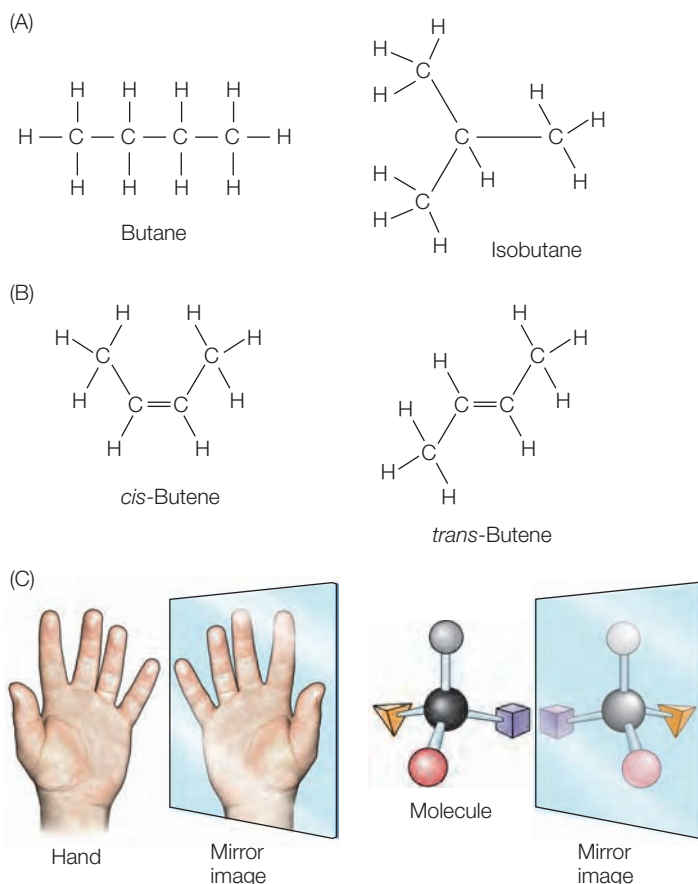 (A)
H H H H
H C C C C H
H H H H
Butane
H
H
C
H
H
C C H
H
H
H C
H
H
Isobutane
(B)
H H
H C C H
H H
C C
H H
cis-Butene
H
H C H
H C C H
H H
C
H H
trans-Butene
(C)
Hand
Mirror
image
Molecule
Mirror
image